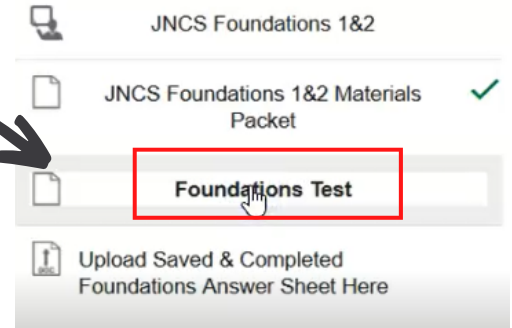 JNCS Foundations 1&2
JNCS Foundations 1&2 Materials
Packet
Foundations Test
Upload Saved & Completed
Foundations Answer Sheet Here